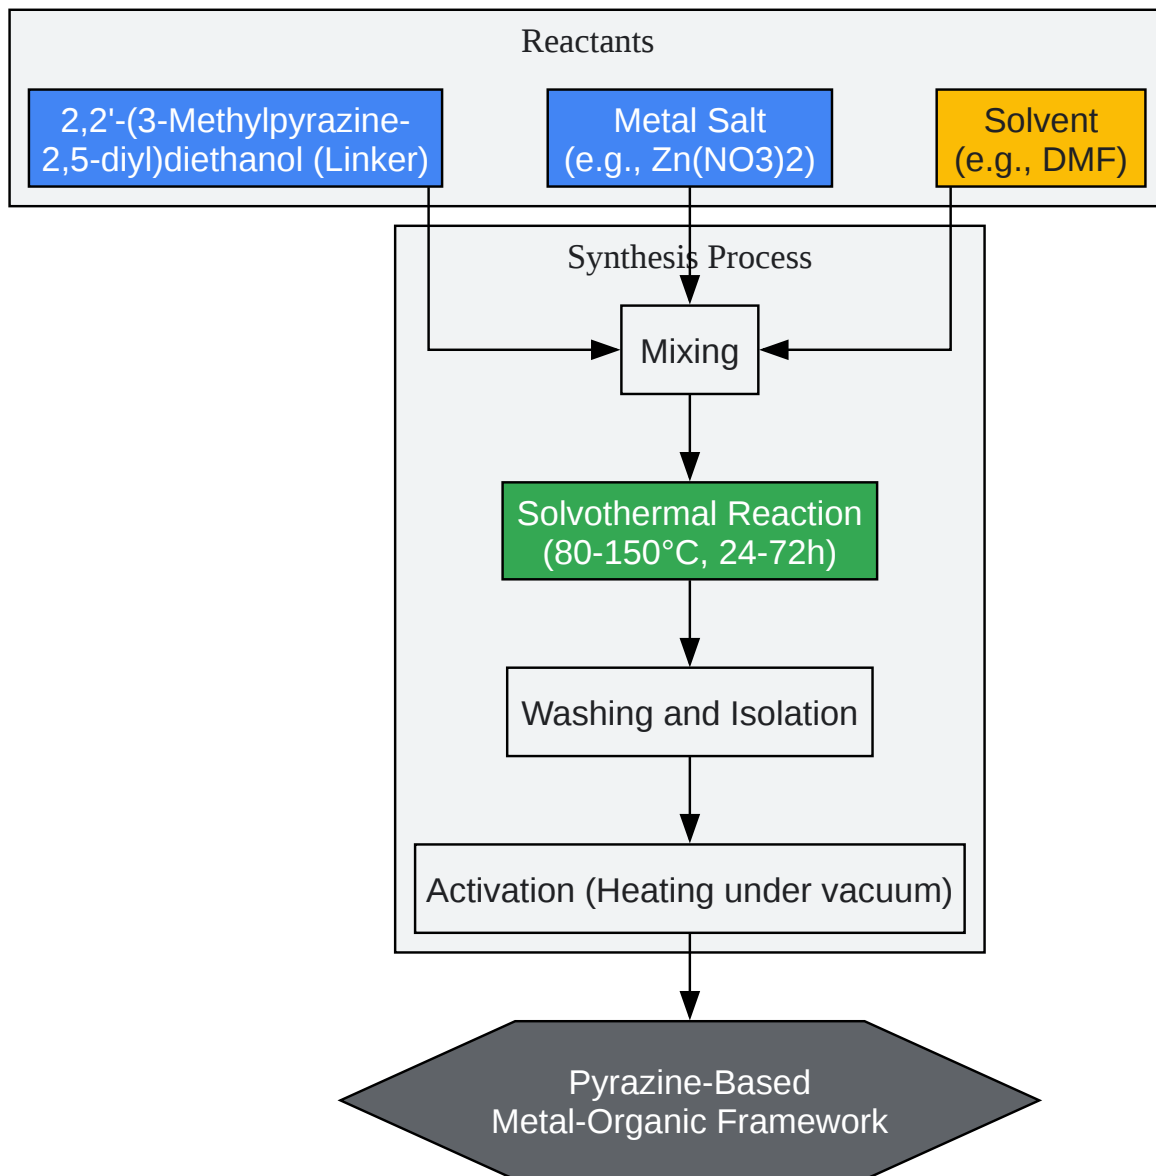 Reactants
2,2'-(3-Methylpyrazine-
2,5-diyl)diethanol (Linker)
Metal Salt
(e.g., Zn(NO3)2)
Solvent
(e.g., DMF)
Synthesis Process
Mixing
Solvothermal Reaction
(80-150°C, 24-72h)
Washing and Isolation
Activation (Heating under vacuum)
Pyrazine-Based
Metal-Organic Framework